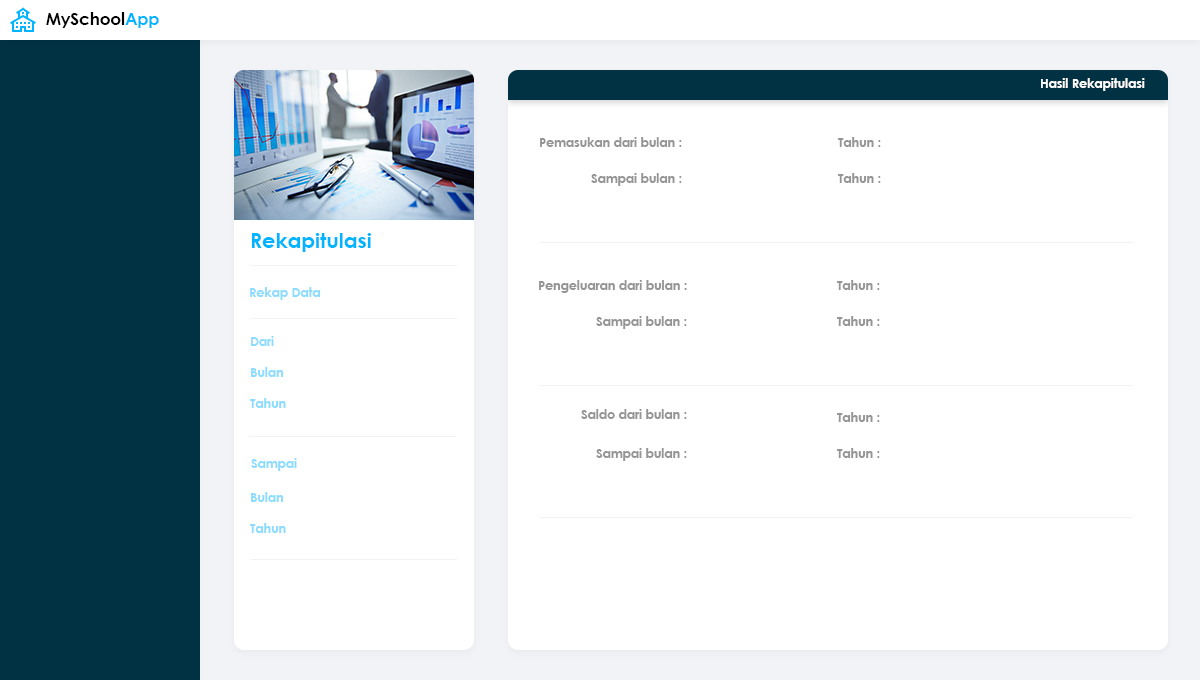 MySchoolApp
Rekapitulasi
Rekap Data
Dari
Bulan
Tahun
Sampai
Bulan
Tahun
Hasil Rekapitulasi
Pemasukan dari bulan : Tahun :
Sampai bulan : Tahun :
Pengeluaran dari bulan : Tahun :
Sampai bulan : Tahun :
Saldo dari bulan : Tahun :
Sampai bulan : Tahun :